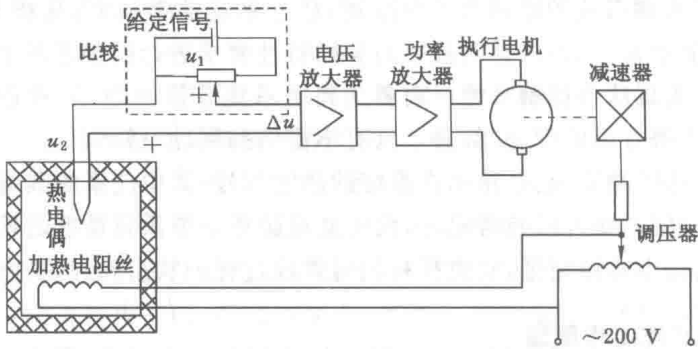 给定信号
比较
u₁
− +
Δu
电压
放大器
功率
放大器
执行电机
减速器
u₂
− +
热
电
偶
加热电阻丝
调压器
~200 V